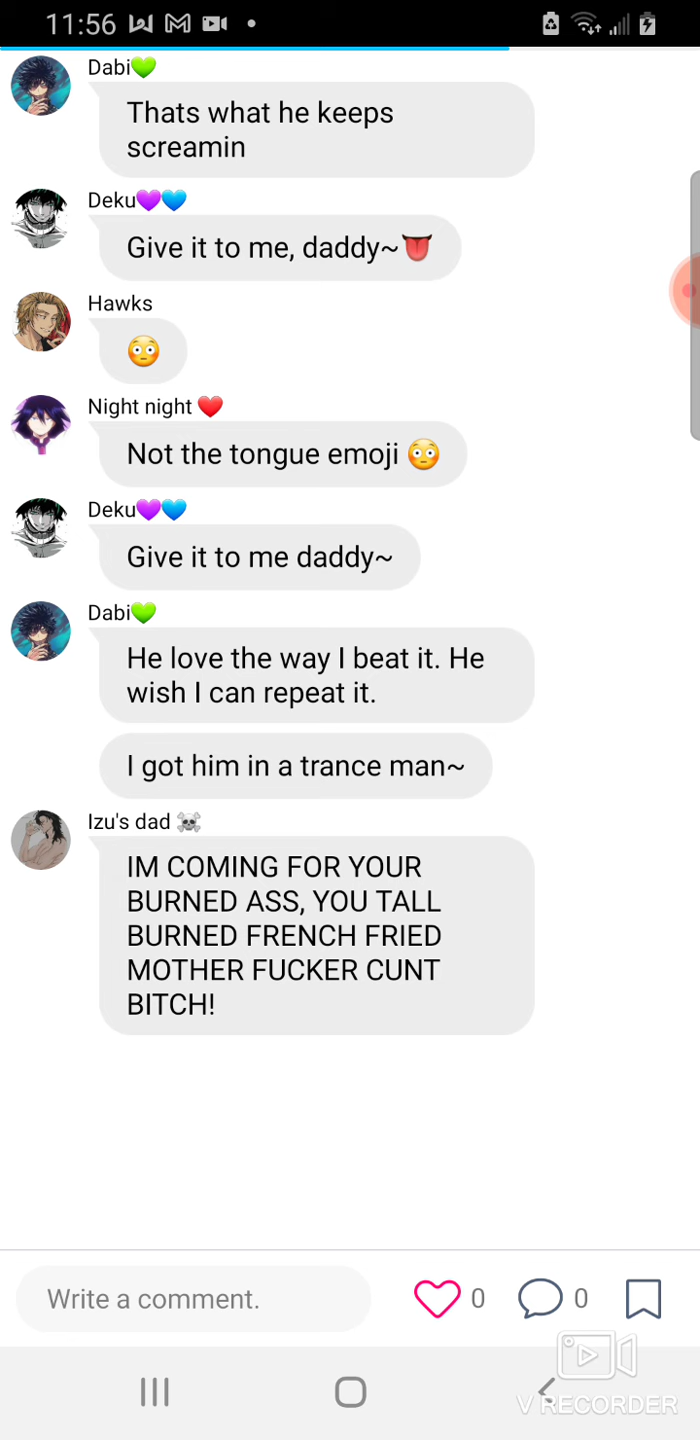 11:56
Dabi💚
Thats what he keeps
screamin
Deku💜💙
Give it to me, daddy~👅
Hawks
😳
Night night ❤️
Not the tongue emoji 😳
Deku💜💙
Give it to me daddy~
Dabi💚
He love the way I beat it. He
wish I can repeat it.
I got him in a trance man~
Izu's dad ☠️
IM COMING FOR YOUR
BURNED ASS, YOU TALL
BURNED FRENCH FRIED
MOTHER FUCKER CUNT
BITCH!
Write a comment.
0
0
V RECORDER